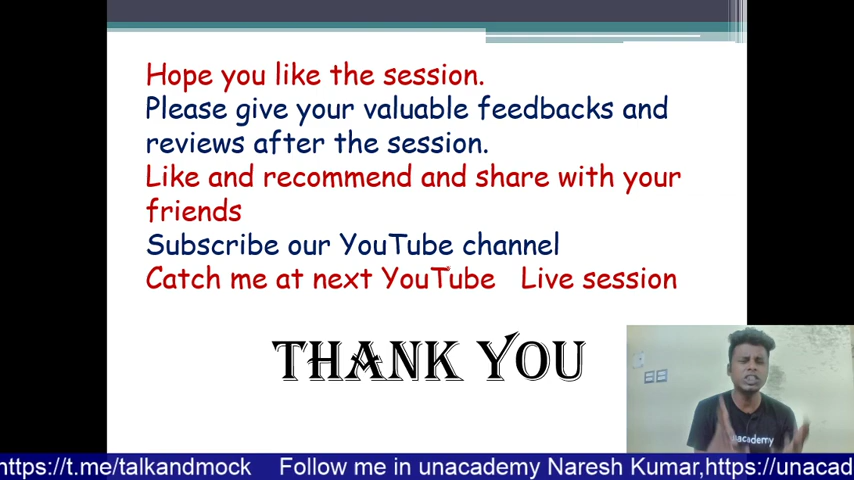 Hope you like the session.
Please give your valuable feedbacks and
reviews after the session.
Like and recommend and share with your
friends
Subscribe our YouTube channel
Catch me at next YouTube Live session
THANK YOU
unacademy
https://t.me/talkandmock Follow me in unacademy Naresh Kumar,https://unacad